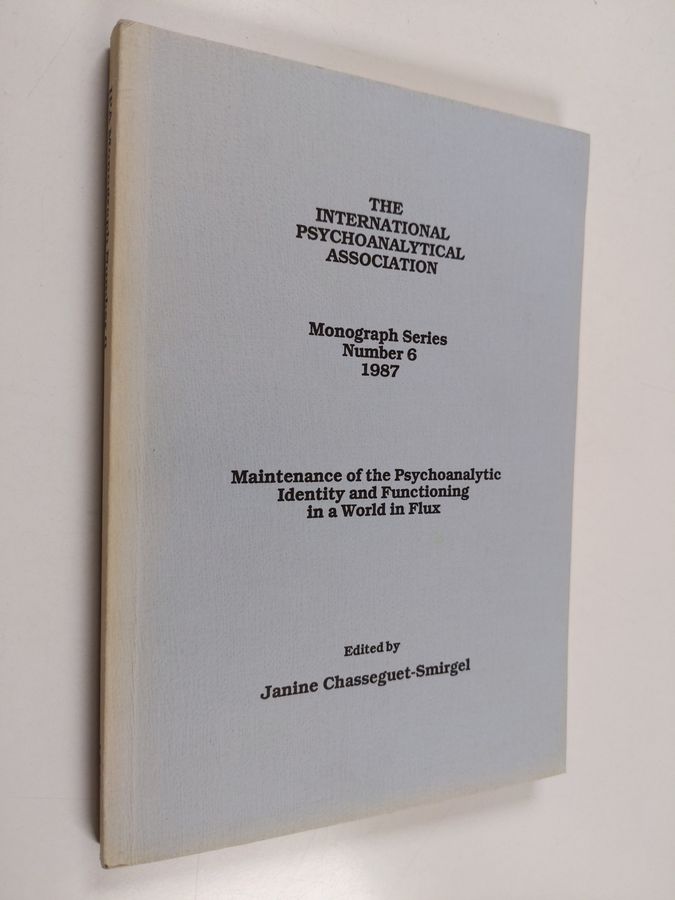 THE
INTERNATIONAL
PSYCHOANALYTICAL
ASSOCIATION
Monograph Series
Number 6
1987
Maintenance of the Psychoanalytic
Identity and Functioning
in a World in Flux
Edited by
Janine Chasseguet-Smirgel